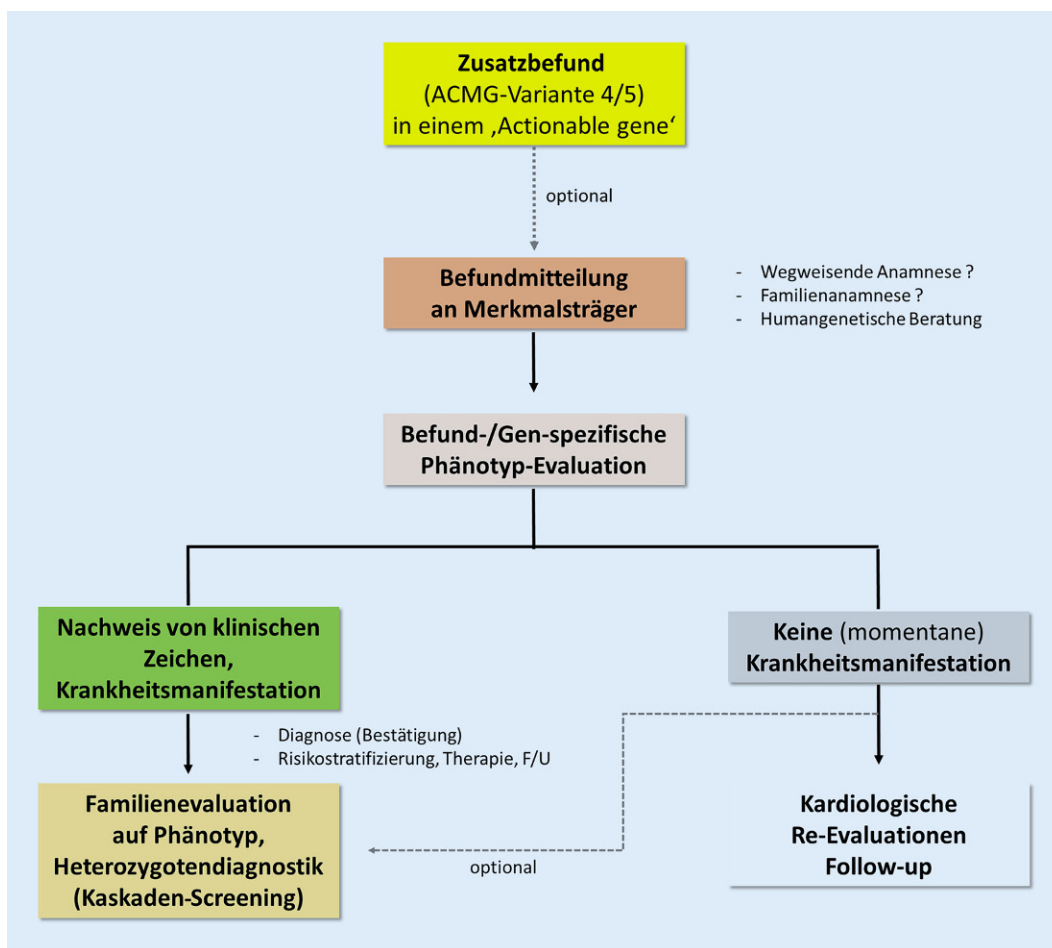 Zusatzbefund
(ACMG-Variante 4/5)
in einem ‚Actionable gene‘
optional
Befundmitteilung
an Merkmalsträger
- Wegweisende Anamnese ?
- Familienanamnese ?
- Humangenetische Beratung
Befund-/Gen-spezifische
Phänotyp-Evaluation
Nachweis von klinischen
Zeichen,
Krankheitsmanifestation
Keine (momentane)
Krankheitsmanifestation
- Diagnose (Bestätigung)
- Risikostratifizierung, Therapie, F/U
Familienevaluation
auf Phänotyp,
Heterozygotendiagnostik
(Kaskaden-Screening)
optional
Kardiologische
Re-Evaluationen
Follow-up